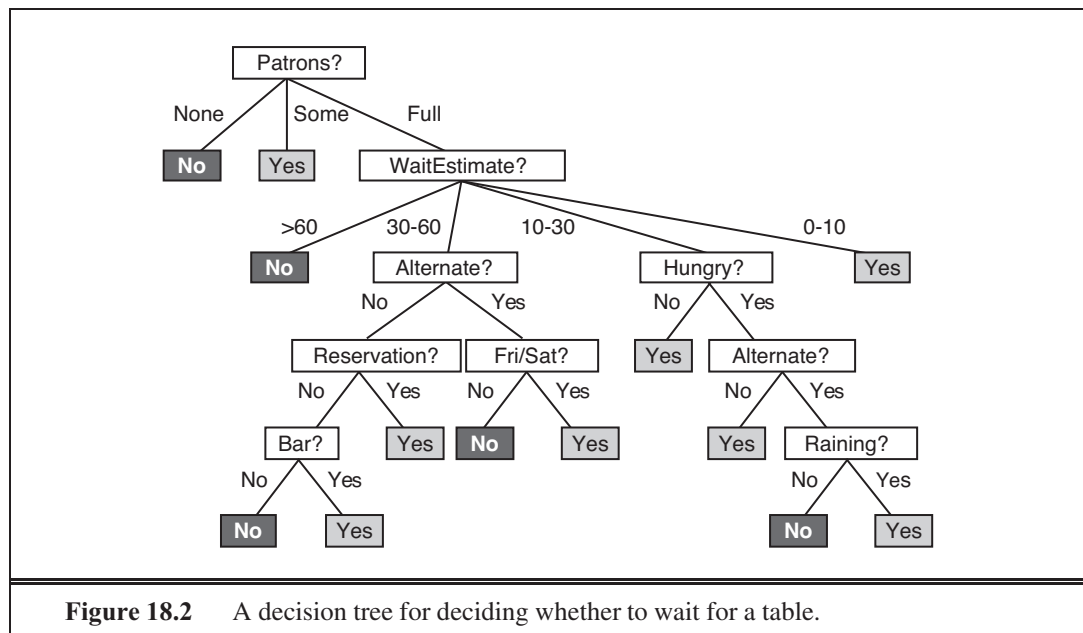 Patrons?
None Some Full
No Yes WaitEstimate?
>60 30-60 10-30 0-10
No Alternate? Hungry? Yes
No Yes No Yes
Reservation? Fri/Sat? Yes Alternate?
No Yes No Yes No Yes
Bar? Yes No Yes Yes Raining?
No Yes No Yes
No Yes No Yes
Figure 18.2 A decision tree for deciding whether to wait for a table.